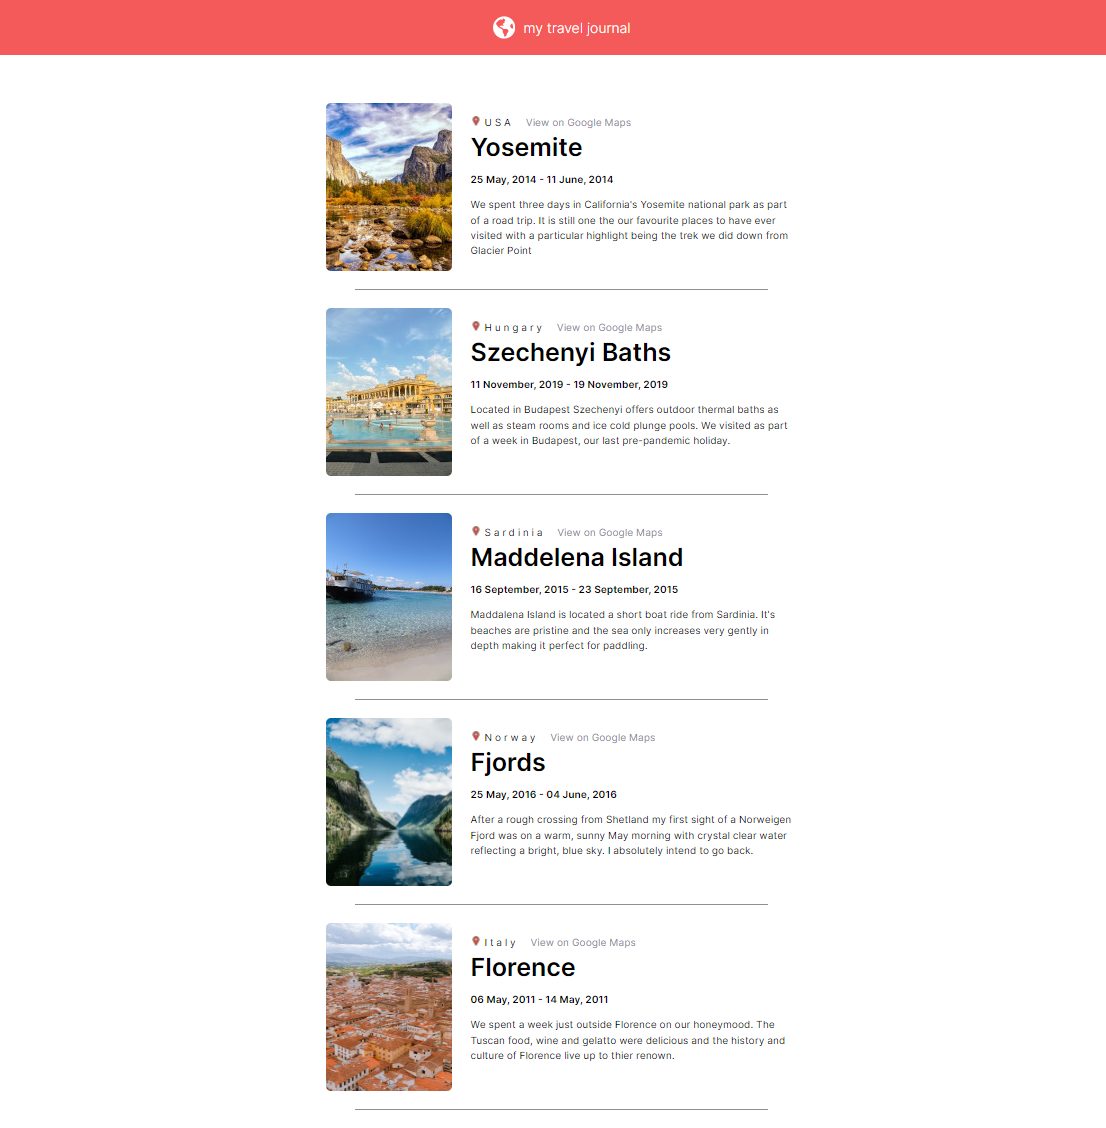 my travel journal
USA View on Google Maps
Yosemite
25 May, 2014 - 11 June, 2014
We spent three days in California's Yosemite national park as part
of a road trip. It is still one the our favourite places to have ever
visited with a particular highlight being the trek we did down from
Glacier Point
Hungary View on Google Maps
Szechenyi Baths
11 November, 2019 - 19 November, 2019
Located in Budapest Szechenyi offers outdoor thermal baths as
well as steam rooms and ice cold plunge pools. We visited as part
of a week in Budapest, our last pre-pandemic holiday.
Sardinia View on Google Maps
Maddelena Island
16 September, 2015 - 23 September, 2015
Maddalena Island is located a short boat ride from Sardinia. It's
beaches are pristine and the sea only increases very gently in
depth making it perfect for paddling.
Norway View on Google Maps
Fjords
25 May, 2016 - 04 June, 2016
After a rough crossing from Shetland my first sight of a Norweigen
Fjord was on a warm, sunny May morning with crystal clear water
reflecting a bright, blue sky. I absolutely intend to go back.
Italy View on Google Maps
Florence
06 May, 2011 - 14 May, 2011
We spent a week just outside Florence on our honeymood. The
Tuscan food, wine and gelatto were delicious and the history and
culture of Florence live up to thier renown.